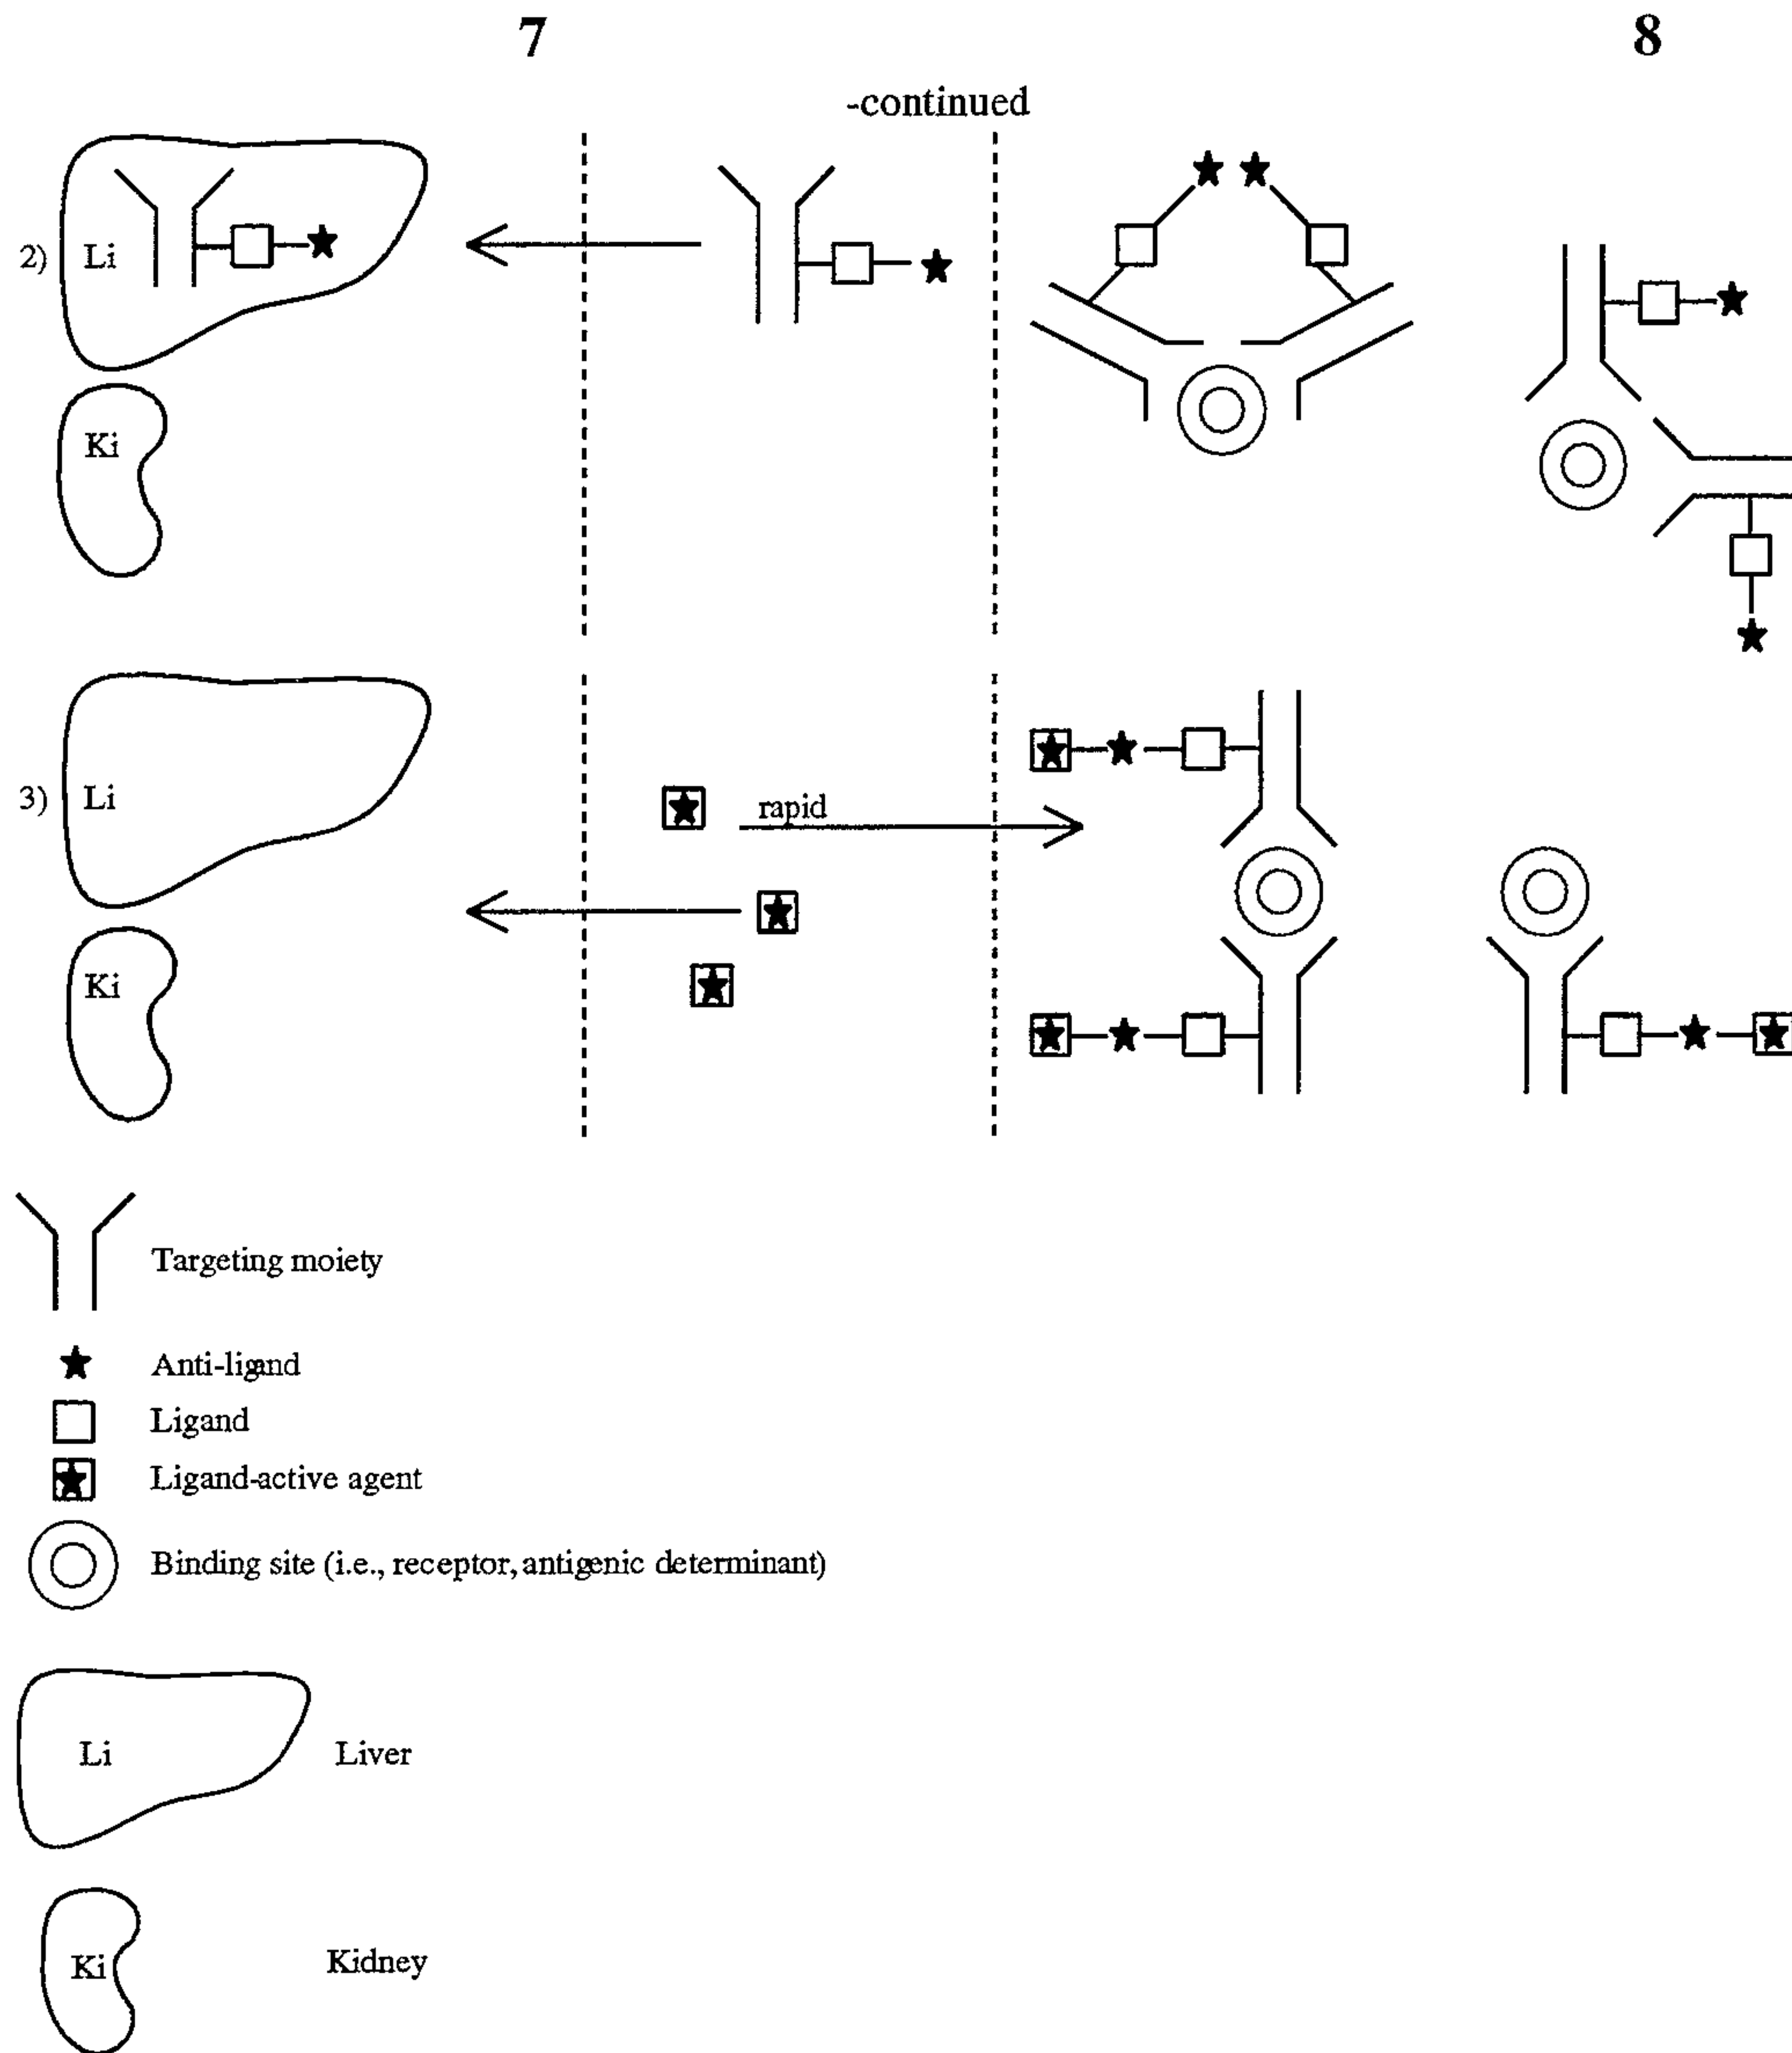 7
8
-continued
2)
Li
Ki
3)
Li
rapid
Ki
Targeting moiety
Anti-ligand
Ligand
Ligand-active agent
Binding site (i.e., receptor, antigenic determinant)
Li
Liver
Ki
Kidney